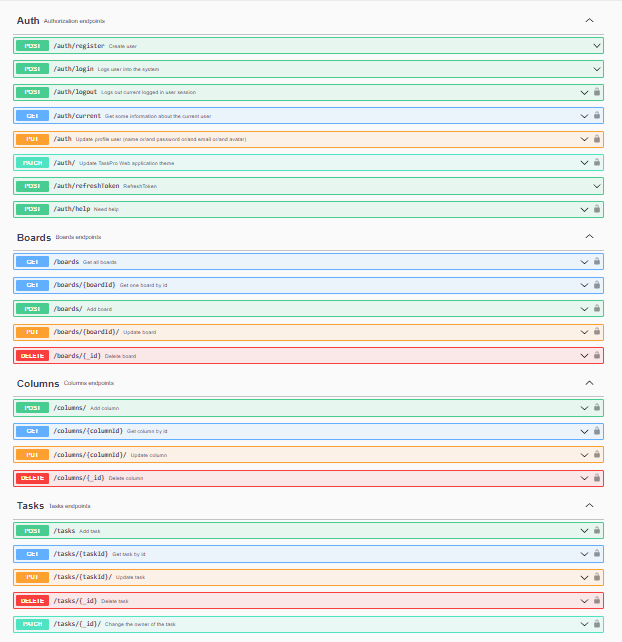 Auth Authorization endpoints
POST /auth/register Create user
POST /auth/login Logs user into the system
POST /auth/logout Logs out current logged in user session
GET /auth/current Get some information about the current user
PUT /auth Update profile user (name or/and password or/and email or/and avatar)
PATCH /auth/ Update TaskPro Web application theme
POST /auth/refreshToken RefreshToken
POST /auth/help Need help
Boards Boards endpoints
GET /boards Get all boards
GET /boards/{boardId} Get one board by id
POST /boards/ Add board
PUT /boards/{boardId}/ Update board
DELETE /boards/{_id} Delete board
Columns Columns endpoints
POST /columns/ Add column
GET /columns/{columnid} Get column by id
PUT /columns/{columnid}/ Update column
DELETE /columns/{_id} Delete column
Tasks Tasks endpoints
POST /tasks Add task
GET /tasks/{taskid} Get task by id
PUT /tasks/{taskid}/ Update task
DELETE /tasks/{_id} Delete task
PATCH /tasks/{_id}/ Change the owner of the task